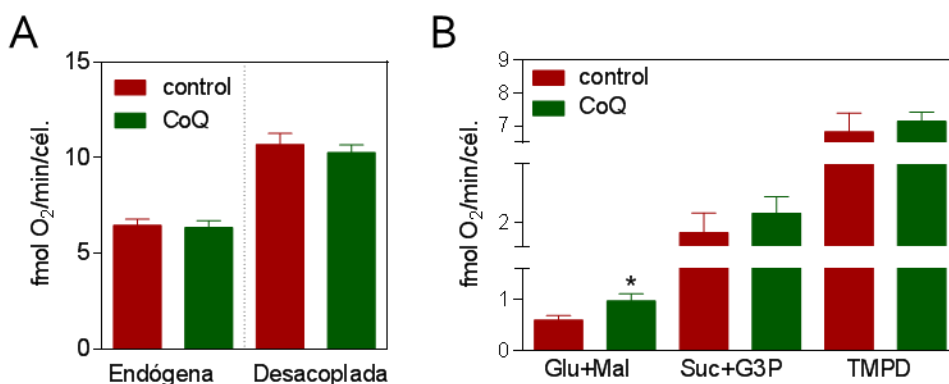 A
fmol O₂/min/cél.
15
10
5
0
control
CoQ
Endógena
Desacoplada
B
fmol O₂/min/cél.
9
8
7
2
1
0
control
CoQ
*
Glu+Mal
Suc+G3P
TMPD